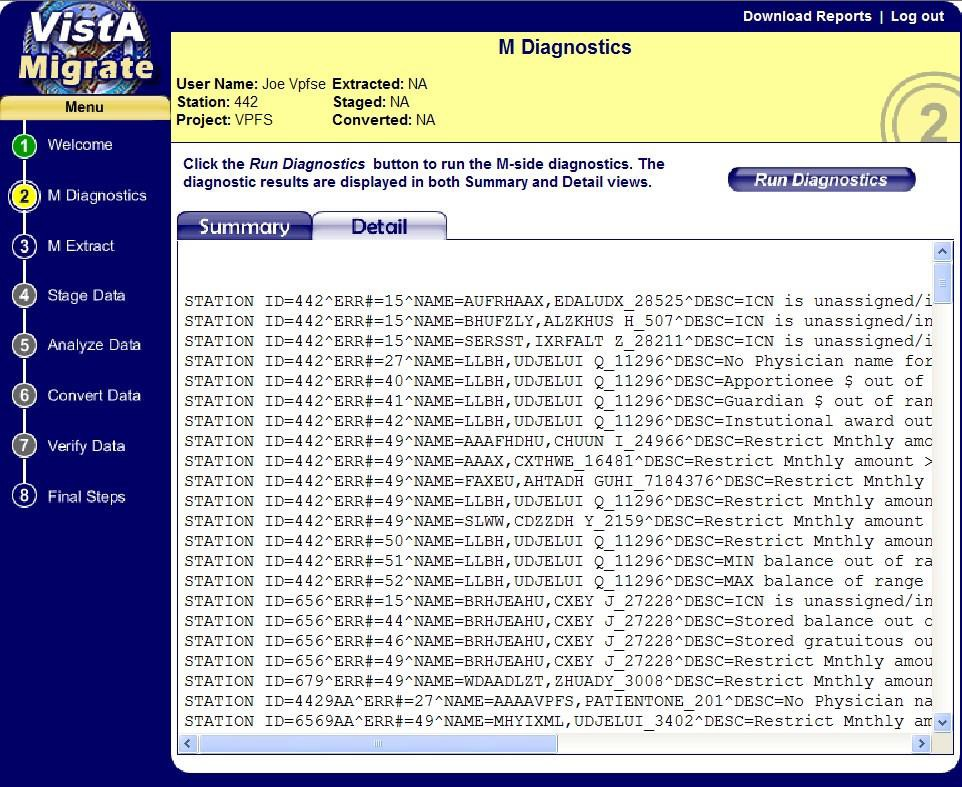 VistA
Migrate
Download Reports | Log out
M Diagnostics
User Name: Joe Vpfse Extracted: NA
Station: 442 Staged: NA
Project: VPFS Converted: NA
2
Menu
1 Welcome
2 M Diagnostics
3 M Extract
4 Stage Data
5 Analyze Data
6 Convert Data
7 Verify Data
8 Final Steps
Click the Run Diagnostics button to run the M-side diagnostics. The
diagnostic results are displayed in both Summary and Detail views.
Run Diagnostics
Summary Detail
STATION ID=442^ERR#=15^NAME=AUFRHAAX,EDALUDX_28525^DESC=ICN is unassigned/i
STATION ID=442^ERR#=15^NAME=BHUFZLY,ALZKHUS H_507^DESC=ICN is unassigned/in
STATION ID=442^ERR#=15^NAME=SERSST,IXRFALT Z_28211^DESC=ICN is unassigned/i
STATION ID=442^ERR#=27^NAME=LLBH,UDJELUI Q_11296^DESC=No Physician name for
STATION ID=442^ERR#=40^NAME=LLBH,UDJELUI Q_11296^DESC=Apportionee $ out of
STATION ID=442^ERR#=41^NAME=LLBH,UDJELUI Q_11296^DESC=Guardian $ out of ran
STATION ID=442^ERR#=42^NAME=LLBH,UDJELUI Q_11296^DESC=Instutional award out
STATION ID=442^ERR#=49^NAME=AAAFHDHU,CHUUN I_24966^DESC=Restrict Mnthly amo
STATION ID=442^ERR#=49^NAME=AAAX,CXTHWE_16481^DESC=Restrict Mnthly amount >
STATION ID=442^ERR#=49^NAME=FAXEU,AHTADH GUHI_7184376^DESC=Restrict Mnthly
STATION ID=442^ERR#=49^NAME=LLBH,UDJELUI Q_11296^DESC=Restrict Mnthly amoun
STATION ID=442^ERR#=49^NAME=SLWW,CDZZDH Y_2159^DESC=Restrict Mnthly amount
STATION ID=442^ERR#=50^NAME=LLBH,UDJELUI Q_11296^DESC=Restrict Mnthly amoun
STATION ID=442^ERR#=51^NAME=LLBH,UDJELUI Q_11296^DESC=MIN balance out of ra
STATION ID=442^ERR#=52^NAME=LLBH,UDJELUI Q_11296^DESC=MAX balance of range
STATION ID=656^ERR#=15^NAME=BRHJEAHU,CXEY J_27228^DESC=ICN is unassigned/in
STATION ID=656^ERR#=44^NAME=BRHJEAHU,CXEY J_27228^DESC=Stored balance out o
STATION ID=656^ERR#=46^NAME=BRHJEAHU,CXEY J_27228^DESC=Stored gratuitous ou
STATION ID=656^ERR#=49^NAME=BRHJEAHU,CXEY J_27228^DESC=Restrict Mnthly amou
STATION ID=679^ERR#=49^NAME=WDAADLZT,ZHUADY_3008^DESC=Restrict Mnthly amoun
STATION ID=4429AA^ERR#=27^NAME=AAAAVPFS,PATIENTONE_201^DESC=No Physician na
STATION ID=6569AA^ERR#=49^NAME=MHYIXML,UDJELUI_3402^DESC=Restrict Mnthly am